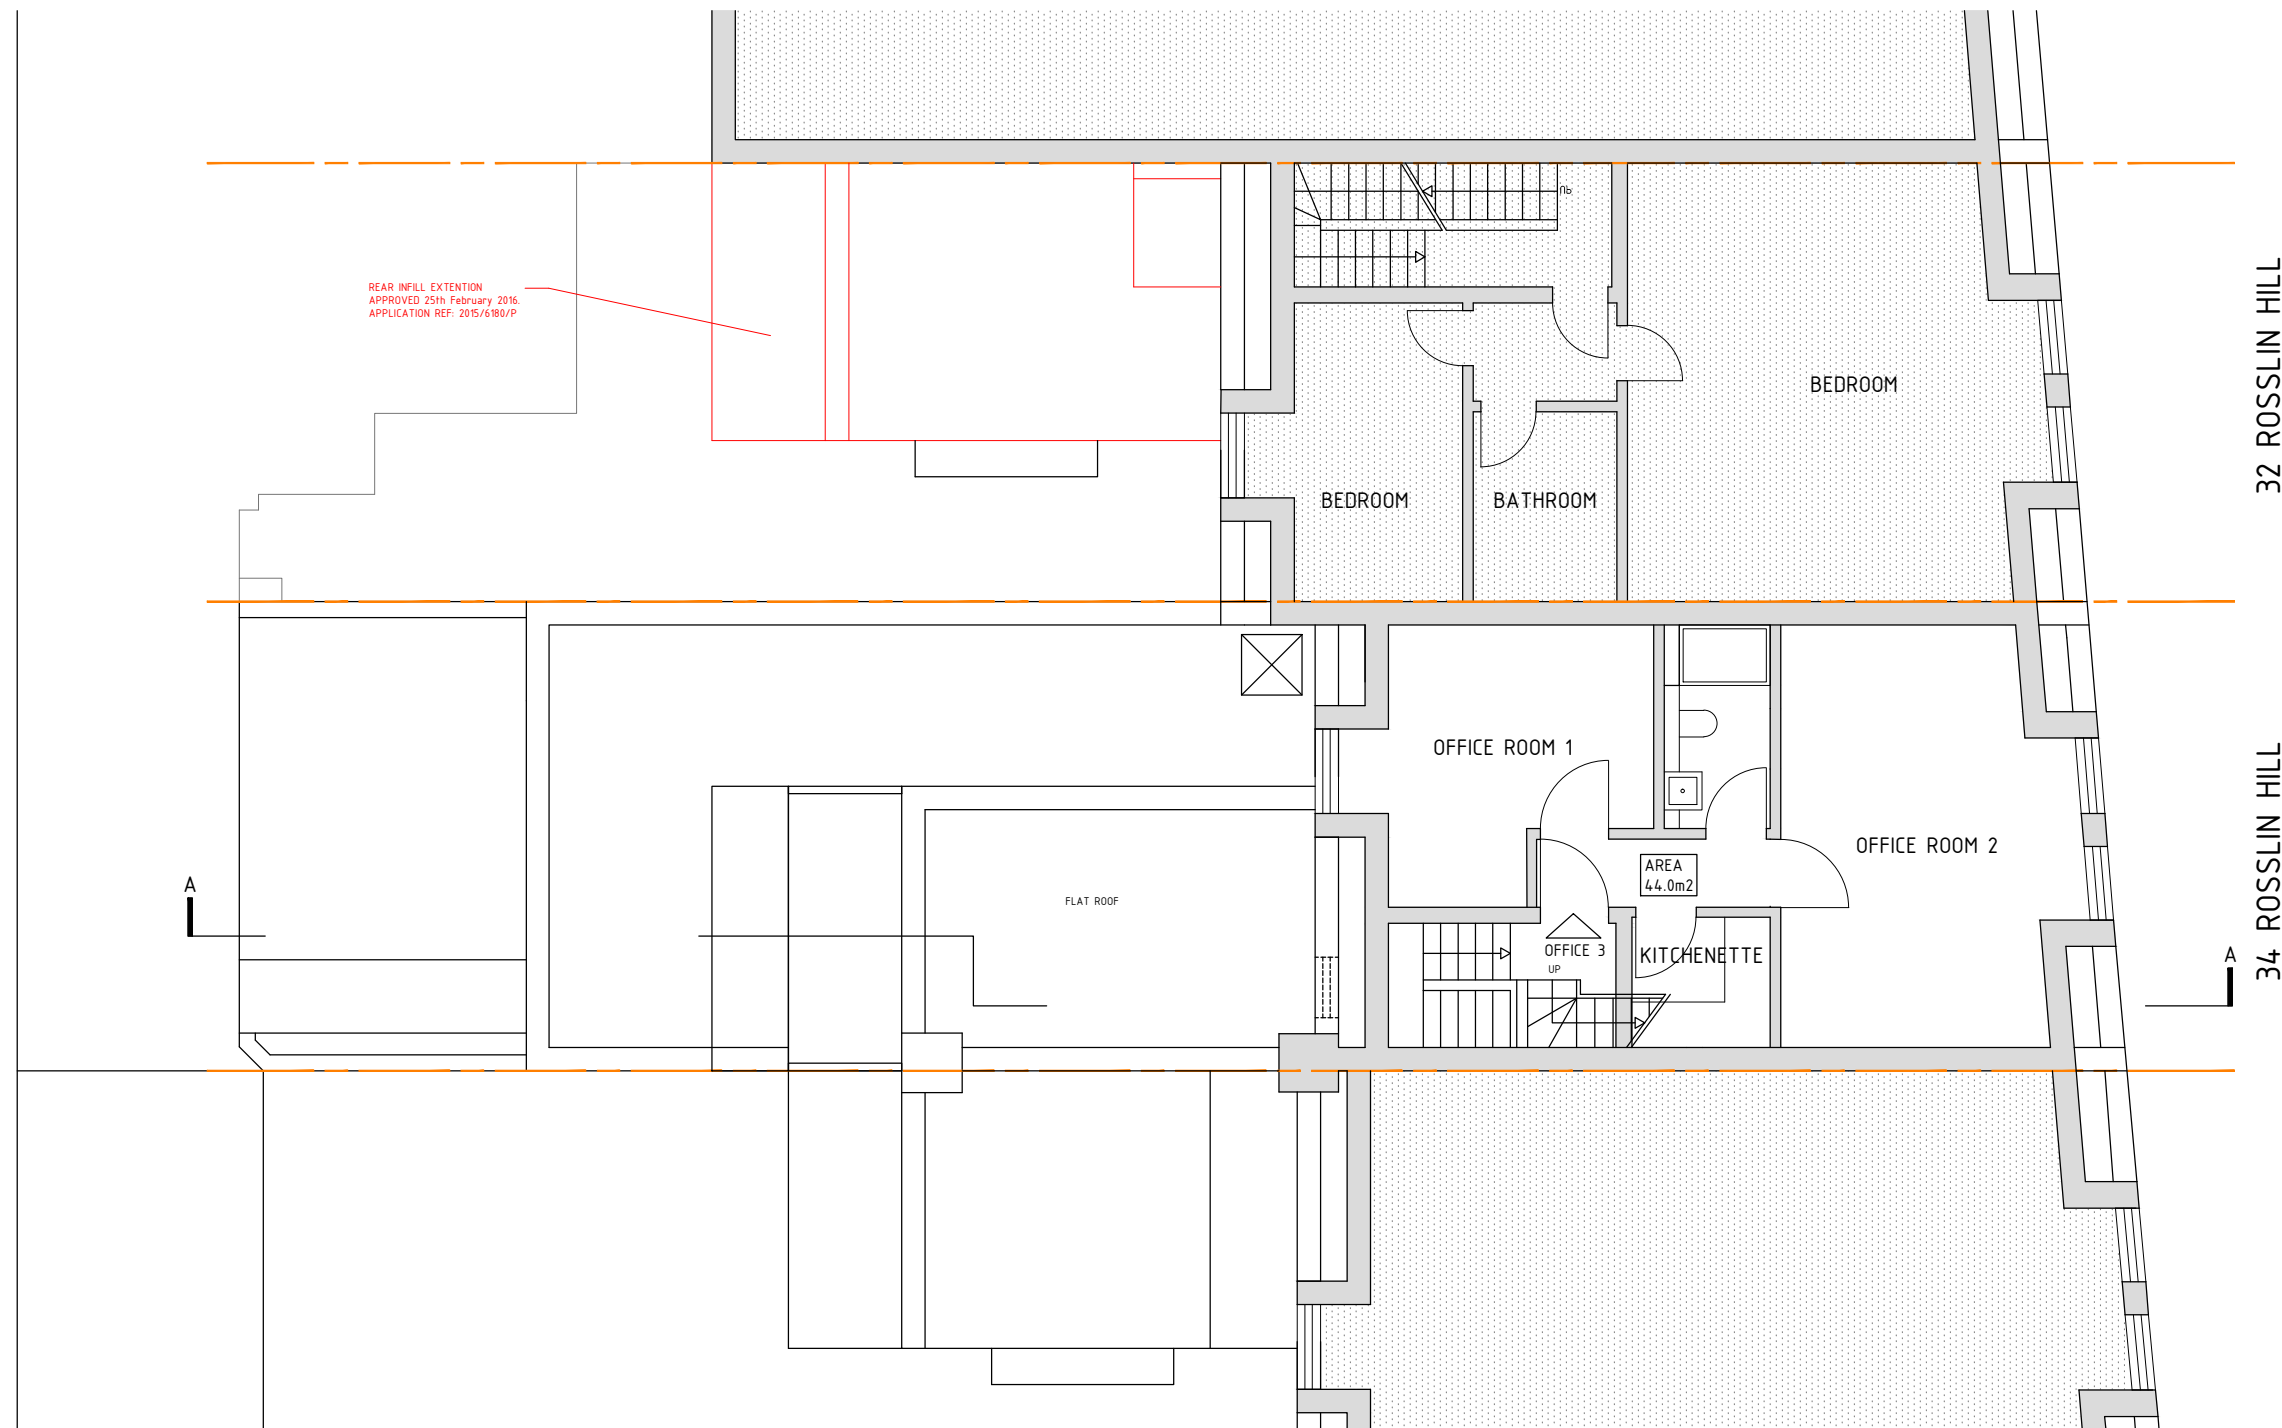 UP
REAR INFILL EXTENTION
APPROVED 25th February 2016.
APPLICATION REF: 2015/6180/P
BEDROOM
32 ROSSLIN HILL
BEDROOM
BATHROOM
OFFICE ROOM 1
OFFICE ROOM 2
AREA
44.0m2
34 ROSSLIN HILL
A
FLAT ROOF
OFFICE 3
KITCHENETTE
A
UP